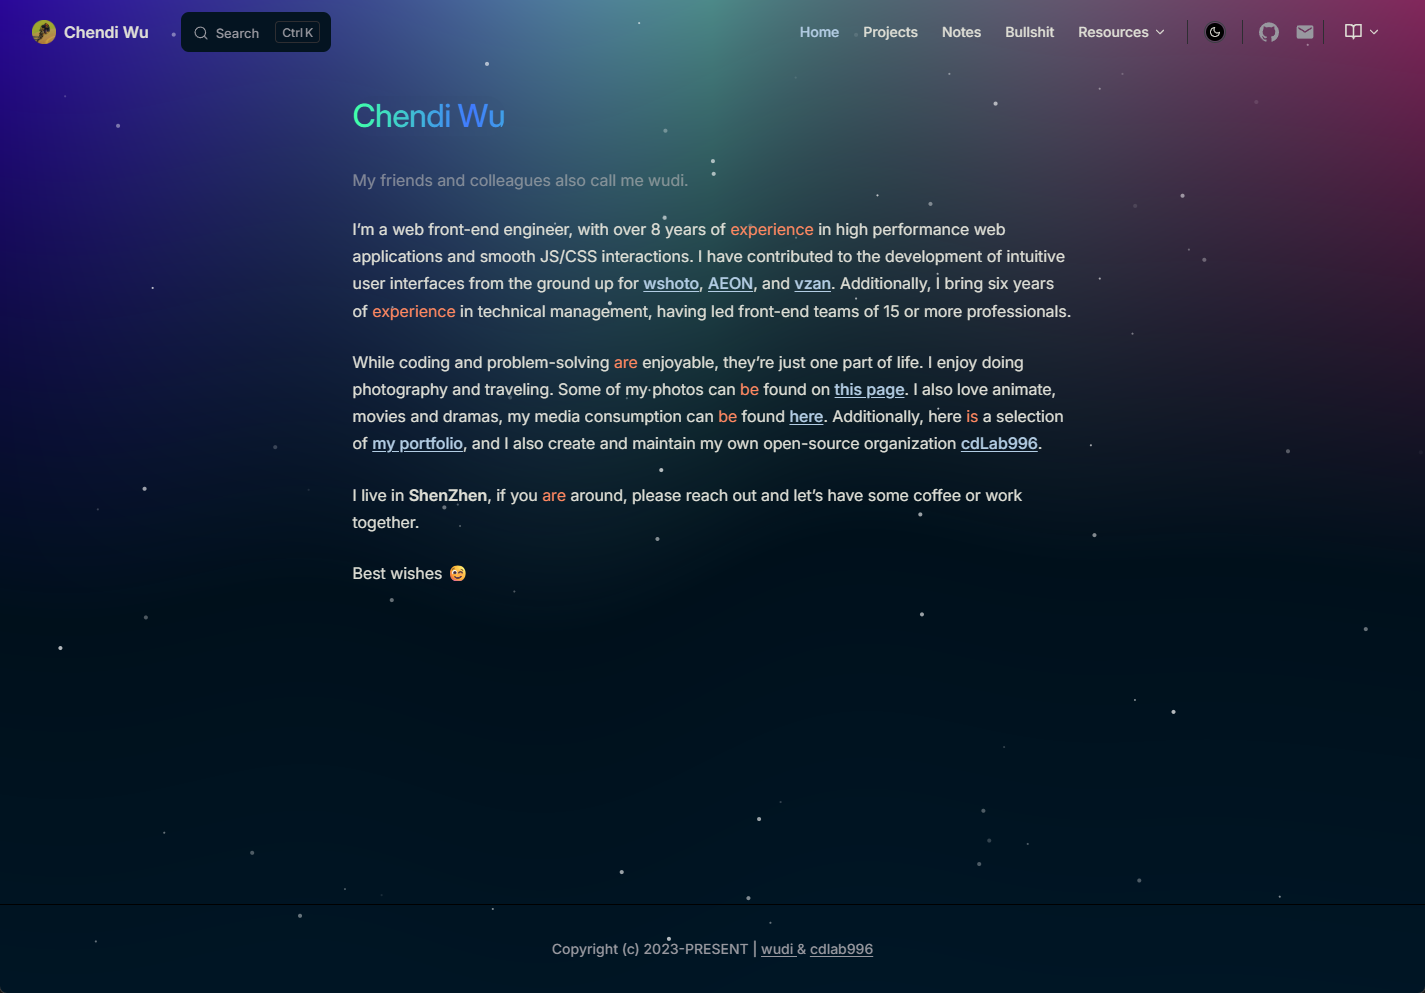 Chendi Wu
Search Ctrl K
Home Projects Notes Bullshit Resources
Chendi Wu
My friends and colleagues also call me wudi.
I’m a web front-end engineer, with over 8 years of experience in high performance web
applications and smooth JS/CSS interactions. I have contributed to the development of intuitive
user interfaces from the ground up for wshoto, AEON, and vzan. Additionally, I bring six years
of experience in technical management, having led front-end teams of 15 or more professionals.
While coding and problem-solving are enjoyable, they’re just one part of life. I enjoy doing
photography and traveling. Some of my photos can be found on this page. I also love animate,
movies and dramas, my media consumption can be found here. Additionally, here is a selection
of my portfolio, and I also create and maintain my own open-source organization cdLab996.
I live in ShenZhen, if you are around, please reach out and let’s have some coffee or work
together.
Best wishes 😄
Copyright (c) 2023-PRESENT | wudi & cdlab996